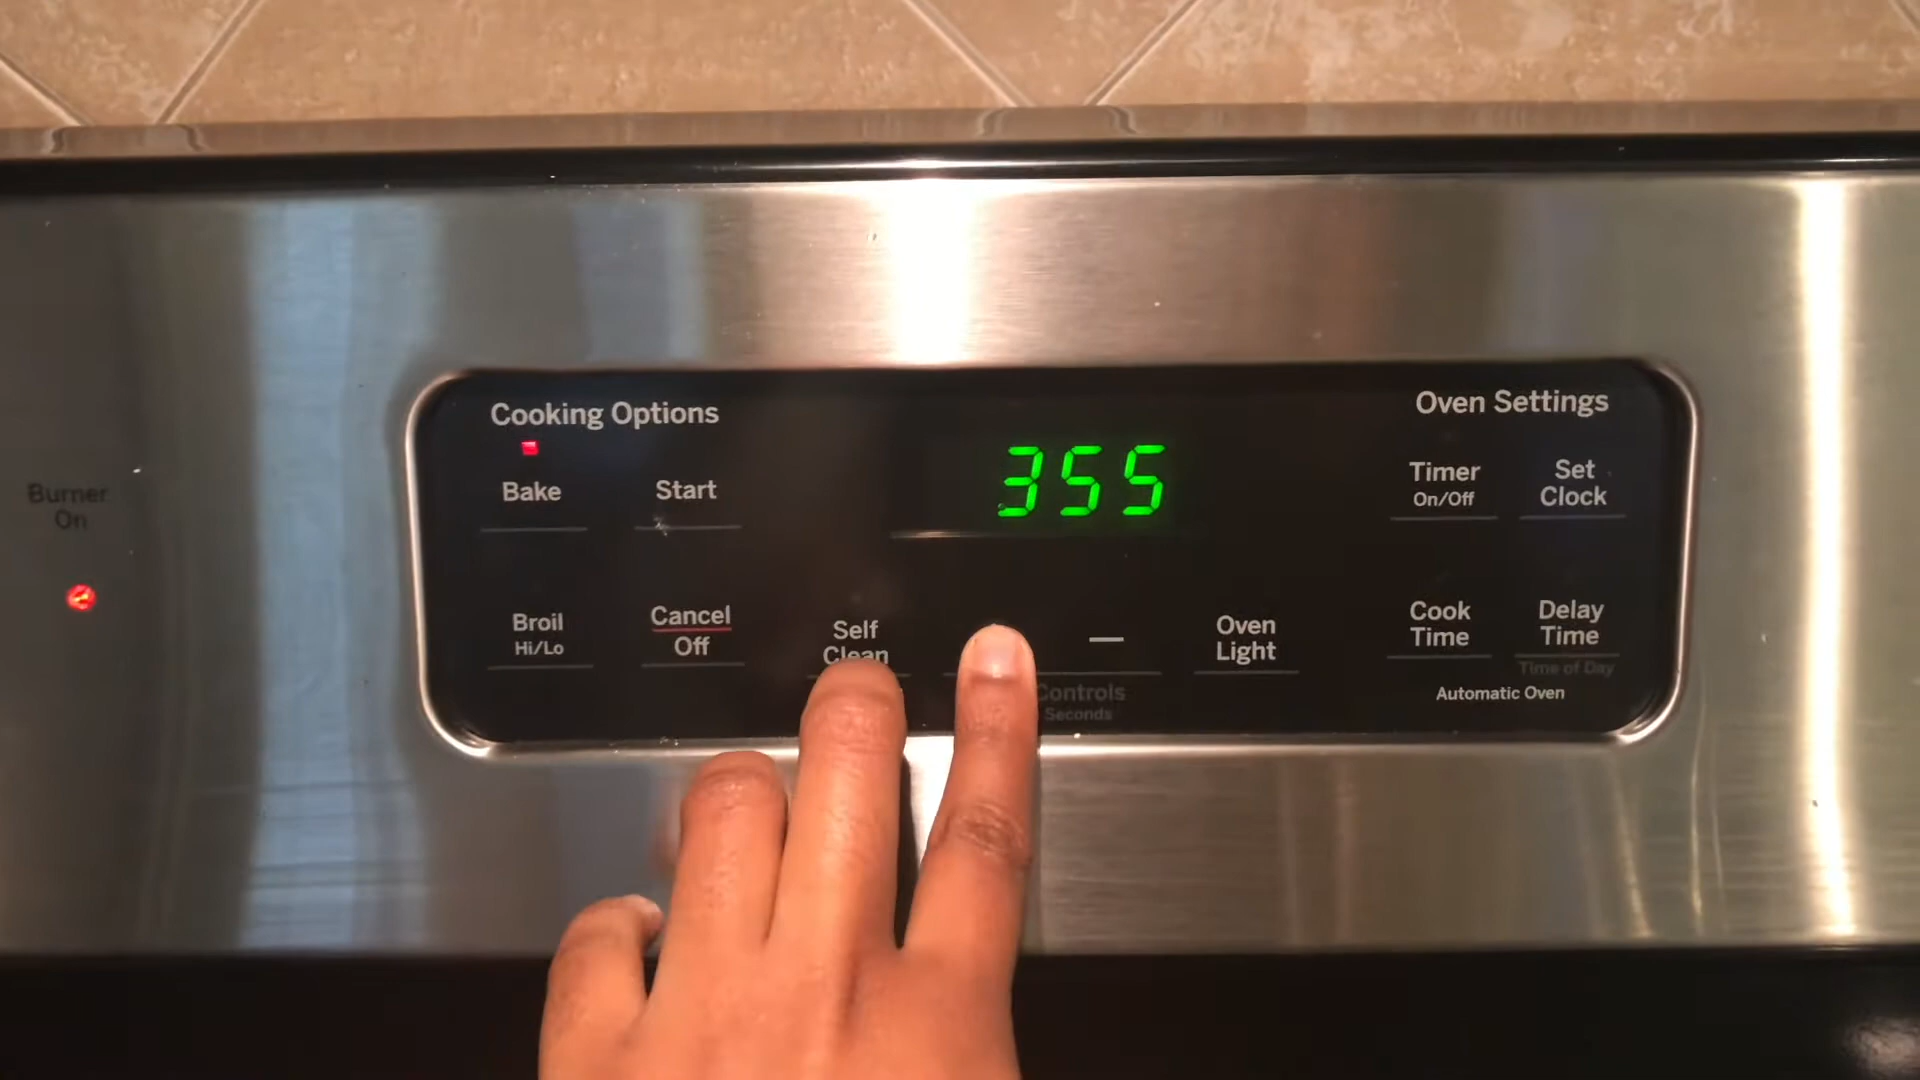 Cooking Options
355
Oven Settings
Bake
Start
Timer
On/Off
Set
Clock
Burner
On
Broil
Hi/Lo
Cancel
Off
Self
Clean
—
Oven
Light
Cook
Time
Delay
Time
Time of Day
Controls
Seconds
Automatic Oven